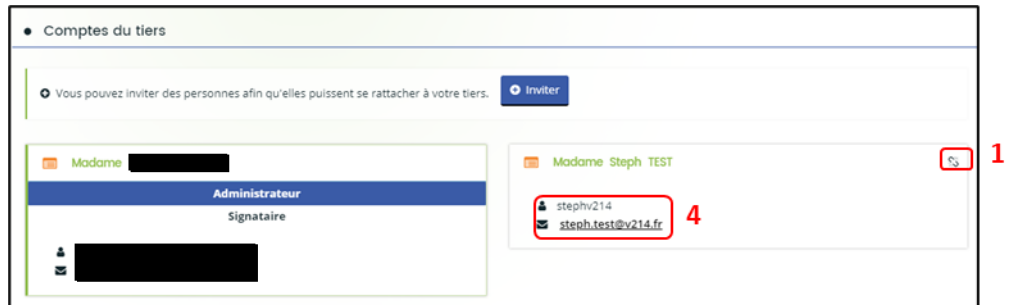 Comptes du tiers
Vous pouvez inviter des personnes afin qu'elles puissent se rattacher à votre tiers. Inviter
Madame
Administrateur
Signataire
Madame Steph TEST
1
stephv214
steph.test@v214.fr
4